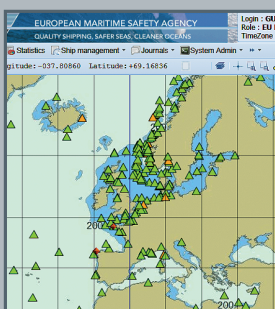 EUROPEAN MARITIME SAFETY AGENCY
QUALITY SHIPPING, SAFER SEAS, CLEANER OCEANS
Login : GU
Role : EU
TimeZone
Statistics Ship management Journals System Admin
gitude:-037.80860 Latitude:+69.16836
200
200